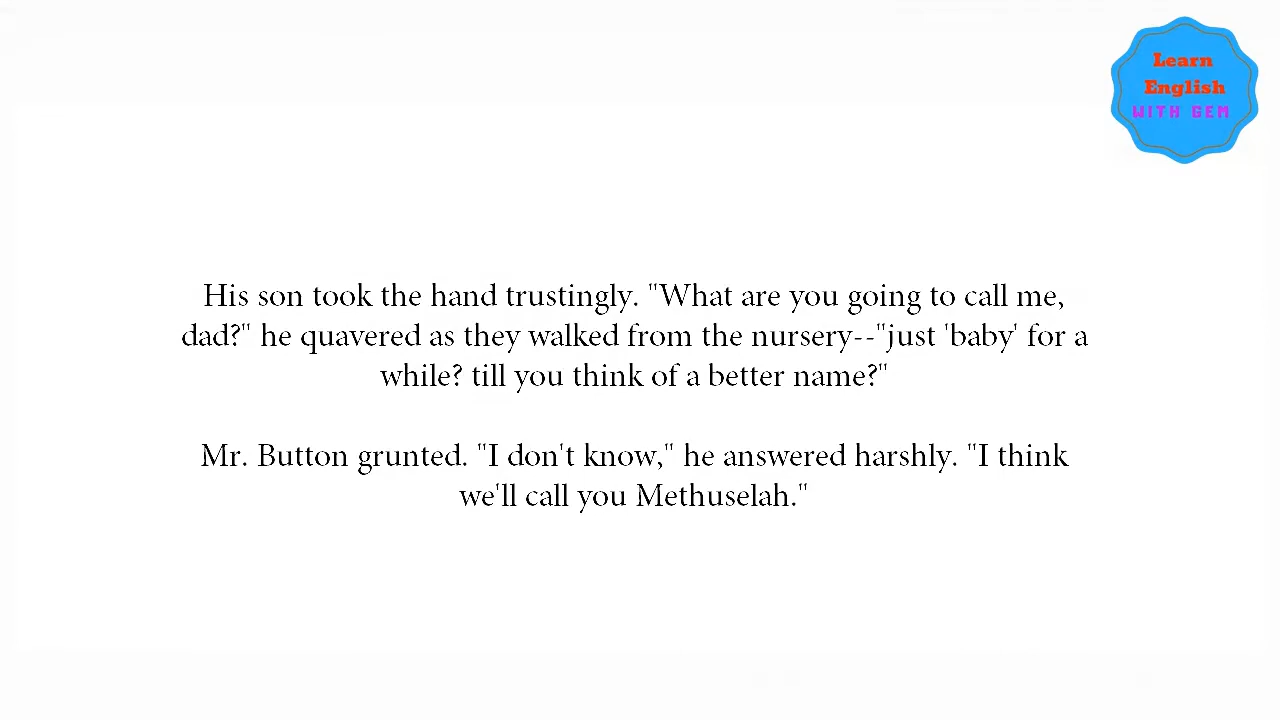 Learn
English
WITH GEM
His son took the hand trustingly. "What are you going to call me,
dad?" he quavered as they walked from the nursery--"just 'baby' for a
while? till you think of a better name?"
Mr. Button grunted. "I don't know," he answered harshly. "I think
we'll call you Methuselah."